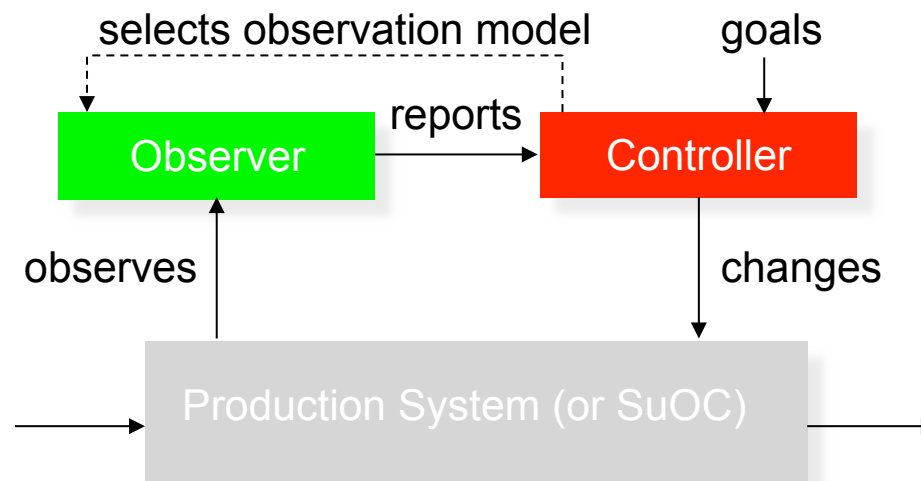 selects observation model
goals
reports
Observer
Controller
observes
changes
Production System (or SuOC)